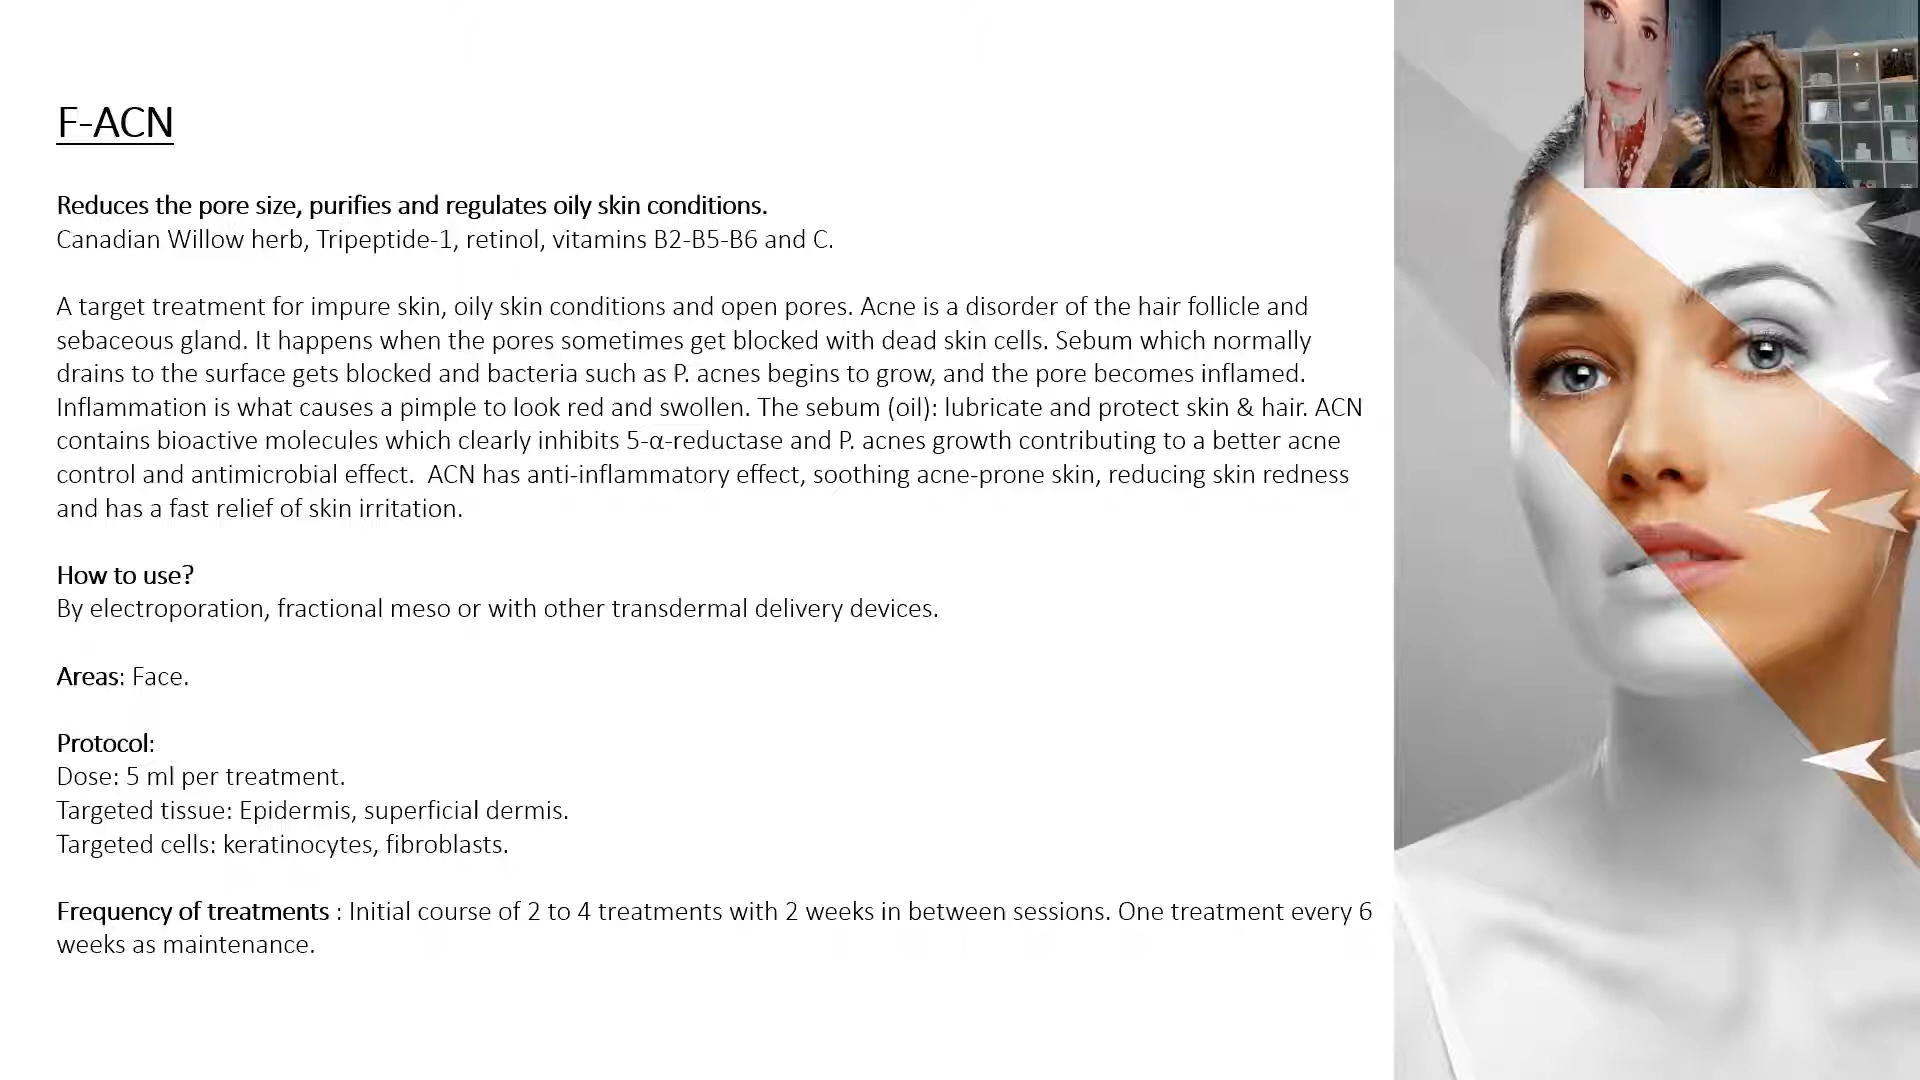 F-ACN
Reduces the pore size, purifies and regulates oily skin conditions.
Canadian Willow herb, Tripeptide-1, retinol, vitamins B2-B5-B6 and C.
A target treatment for impure skin, oily skin conditions and open pores. Acne is a disorder of the hair follicle and
sebaceous gland. It happens when the pores sometimes get blocked with dead skin cells. Sebum which normally
drains to the surface gets blocked and bacteria such as P. acnes begins to grow, and the pore becomes inflamed.
Inflammation is what causes a pimple to look red and swollen. The sebum (oil): lubricate and protect skin & hair. ACN
contains bioactive molecules which clearly inhibits 5-α-reductase and P. acnes growth contributing to a better acne
control and antimicrobial effect.  ACN has anti-inflammatory effect, soothing acne-prone skin, reducing skin redness
and has a fast relief of skin irritation.
How to use?
By electroporation, fractional meso or with other transdermal delivery devices.
Areas: Face.
Protocol:
Dose: 5 ml per treatment.
Targeted tissue: Epidermis, superficial dermis.
Targeted cells: keratinocytes, fibroblasts.
Frequency of treatments : Initial course of 2 to 4 treatments with 2 weeks in between sessions. One treatment every 6
weeks as maintenance.